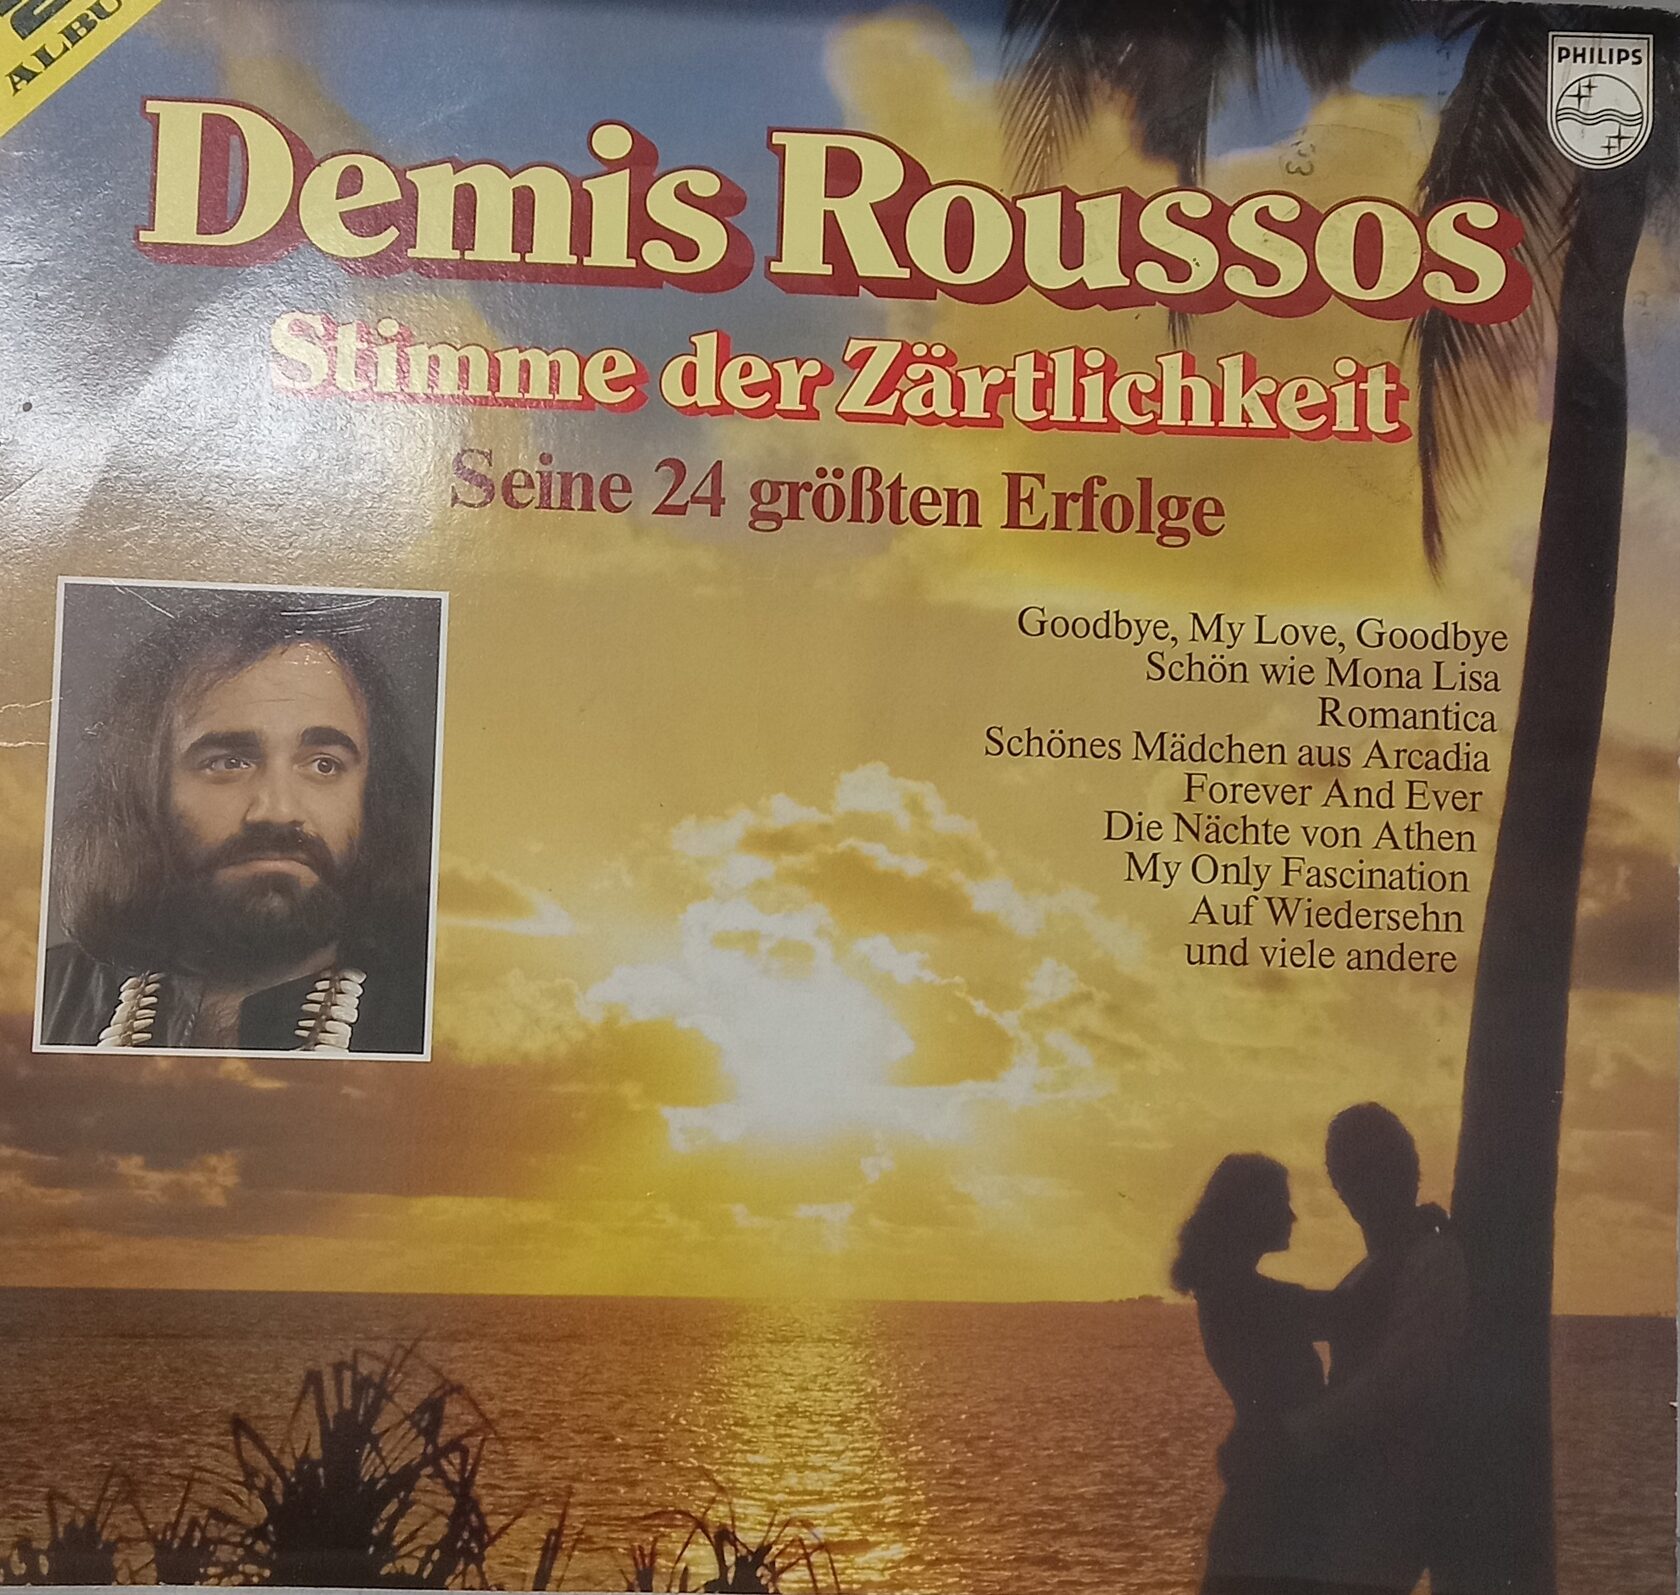 2
ALBU
PHILIPS
Demis Roussos
Stimme der Zärtlichkeit
Seine 24 größten Erfolge
Goodbye, My Love, Goodbye
Schön wie Mona Lisa
Romantica
Schönes Mädchen aus Arcadia
Forever And Ever
Die Nächte von Athen
My Only Fascination
Auf Wiedersehn
und viele andere